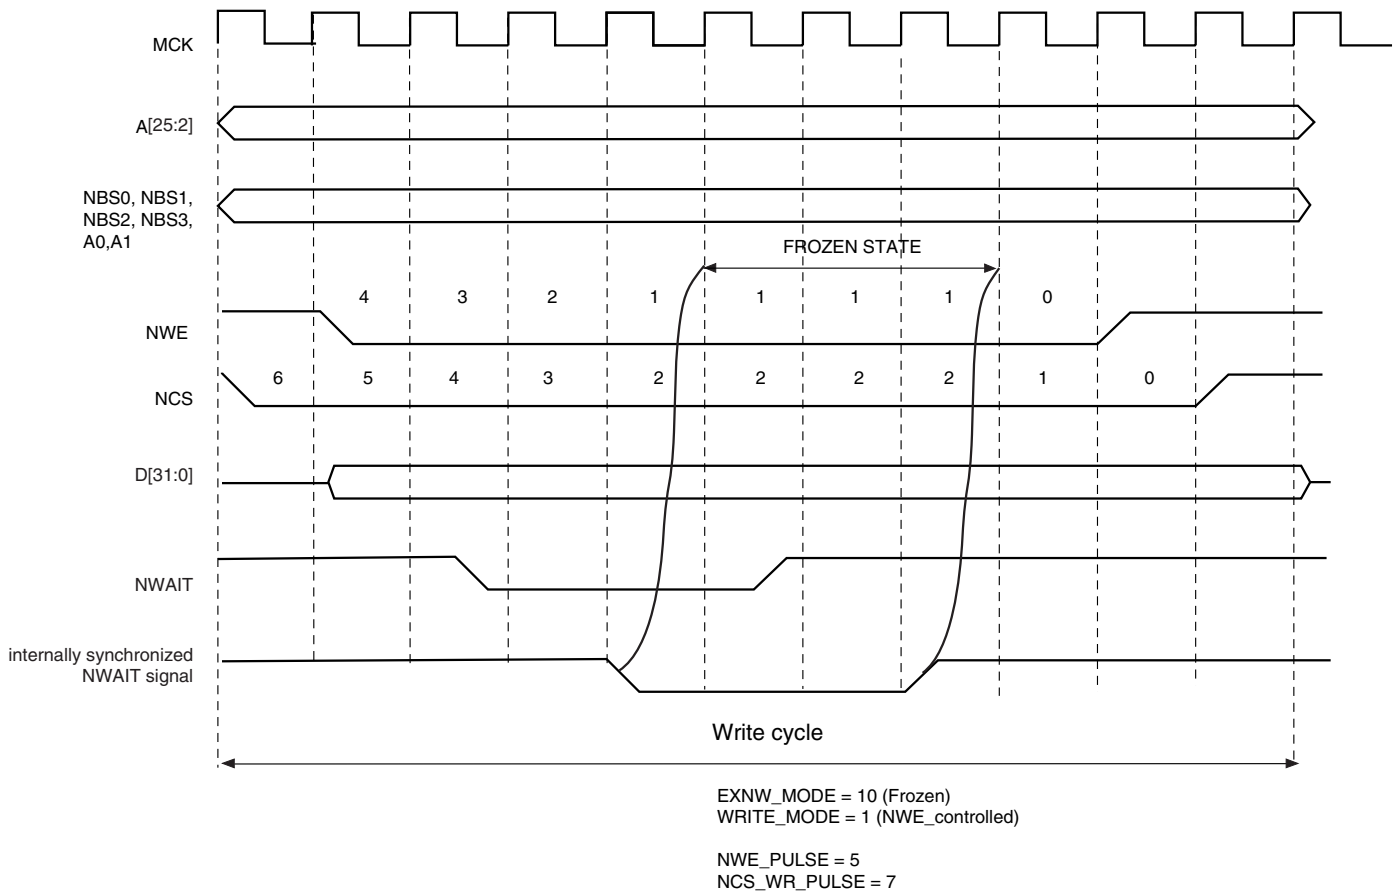 MCK
A[25:2]
NBS0, NBS1,
NBS2, NBS3,
A0,A1
FROZEN STATE
4 3 2 1 1 1 1 0
NWE
6 5 4 3 2 2 2 2 1 0
NCS
D[31:0]
NWAIT
internally synchronized
NWAIT signal
Write cycle
EXNW_MODE = 10 (Frozen)
WRITE_MODE = 1 (NWE_controlled)
NWE_PULSE = 5
NCS_WR_PULSE = 7